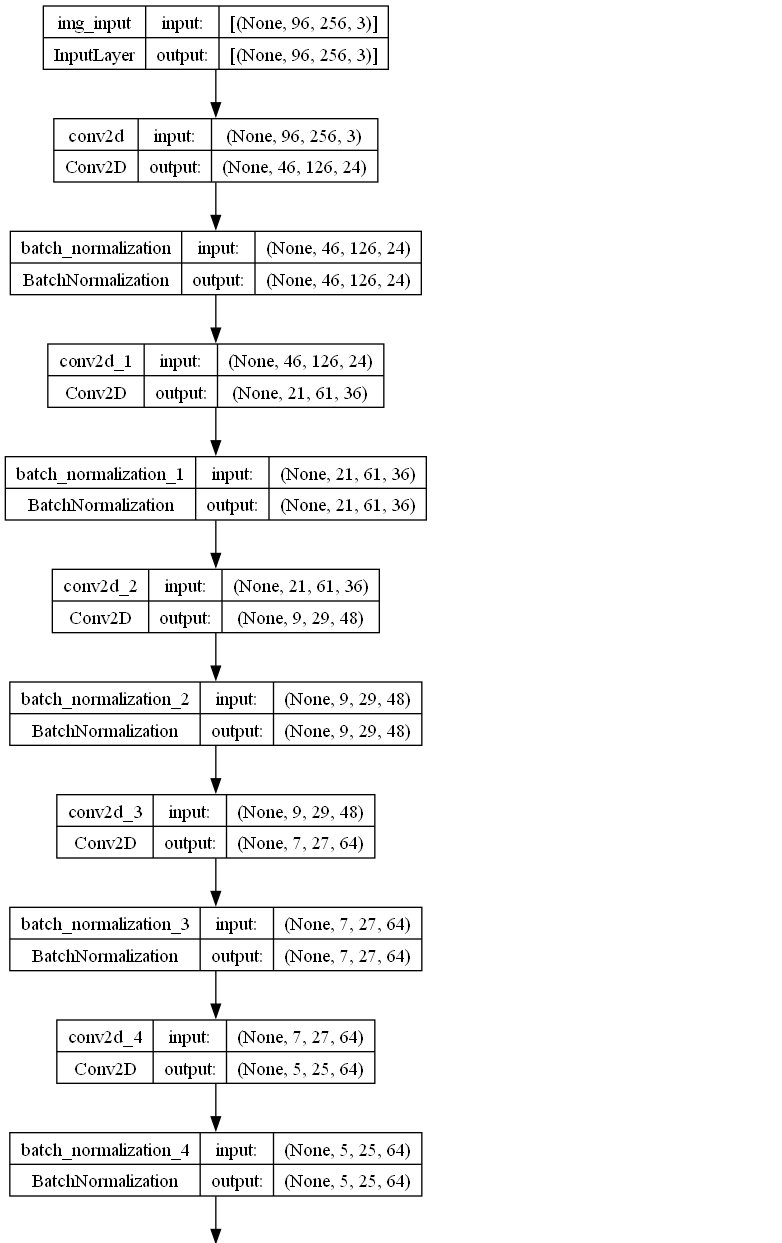 img_input input: [(None, 96, 256, 3)]
InputLayer output: [(None, 96, 256, 3)]
conv2d input: (None, 96, 256, 3)
Conv2D output: (None, 46, 126, 24)
batch_normalization input: (None, 46, 126, 24)
BatchNormalization output: (None, 46, 126, 24)
conv2d_1 input: (None, 46, 126, 24)
Conv2D output: (None, 21, 61, 36)
batch_normalization_1 input: (None, 21, 61, 36)
BatchNormalization output: (None, 21, 61, 36)
conv2d_2 input: (None, 21, 61, 36)
Conv2D output: (None, 9, 29, 48)
batch_normalization_2 input: (None, 9, 29, 48)
BatchNormalization output: (None, 9, 29, 48)
conv2d_3 input: (None, 9, 29, 48)
Conv2D output: (None, 7, 27, 64)
batch_normalization_3 input: (None, 7, 27, 64)
BatchNormalization output: (None, 7, 27, 64)
conv2d_4 input: (None, 7, 27, 64)
Conv2D output: (None, 5, 25, 64)
batch_normalization_4 input: (None, 5, 25, 64)
BatchNormalization output: (None, 5, 25, 64)